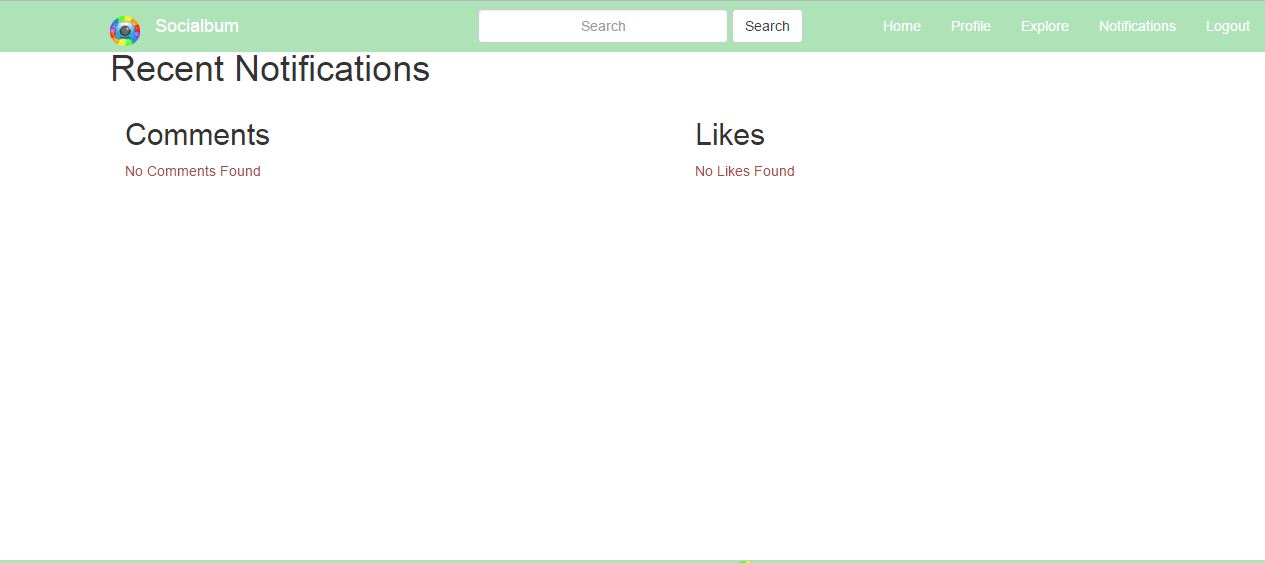 Socialbum
Search
Search
Home
Profile
Explore
Notifications
Logout
Recent Notifications
Comments
Likes
No Comments Found
No Likes Found